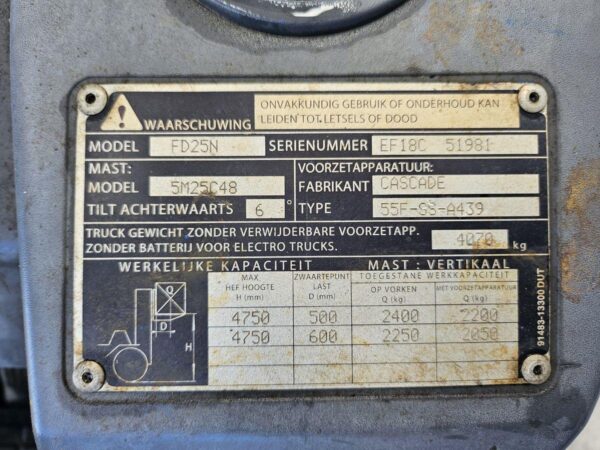 WAARSCHUWING
ONVAKKUNDIG GEBRUIK OF ONDERHOUD KAN
LEIDEN TOT LETSELS OF DOOD
MODEL FD25N SERIENUMMER EF18C 51981
MAST: VOORZETAPPARATUUR:
MODEL 5M25C48 FABRIKANT CASCADE
TILT ACHTERWAARTS 6 ° TYPE 55F-SS-A439
TRUCK GEWICHT ZONDER VERWIJDERBARE VOORZETAPP.
ZONDER BATTERIJ VOOR ELECTRO TRUCKS. 4070 kg
WERKELIJKE KAPACITEIT MAST : VERTIKAAL
MAX. ZWAARTEPUNT TOEGESTANE WERKKAPACITEIT
HEF HOOGTE LAST OP VORKEN MET VOORZETAPPARATUUR
H (mm) D (mm) Q (kg) Q (kg)
4750 500 2400 2200
4750 600 2250 2050
Q
D
H
91483-13300 DUT